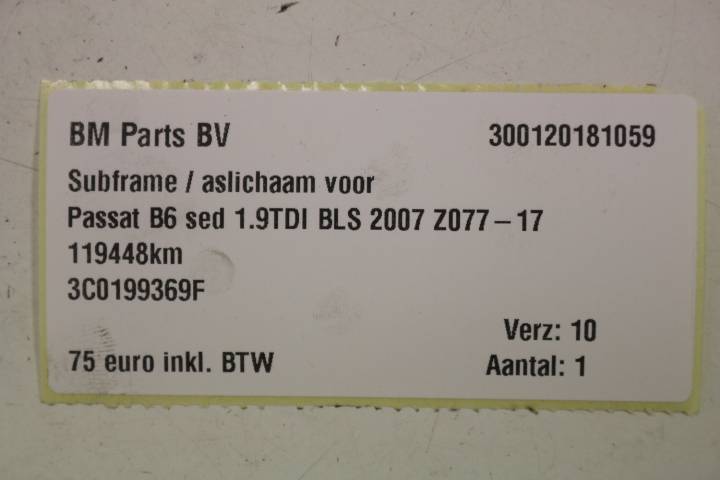 BM Parts BV 300120181059
Subframe / aslichaam voor
Passat B6 sed 1.9TDI BLS 2007 Z077-17
119448km
3C0199369F
Verz: 10
75 euro inkl. BTW Aantal: 1